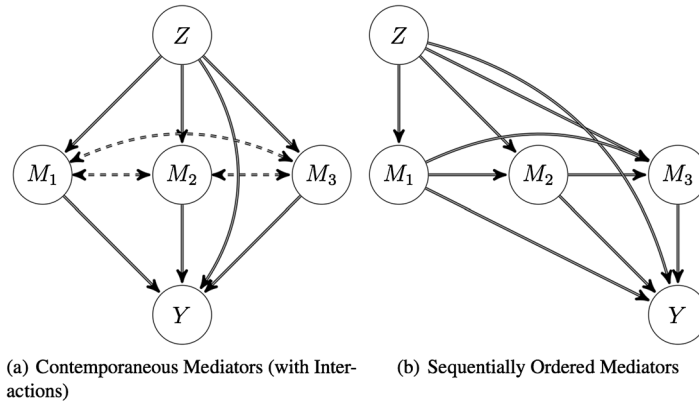 Z
Z
M₁
M₂
M₃
M₁
M₂
M₃
Y
Y
(a) Contemporaneous Mediators (with Inter-
actions)
(b) Sequentially Ordered Mediators